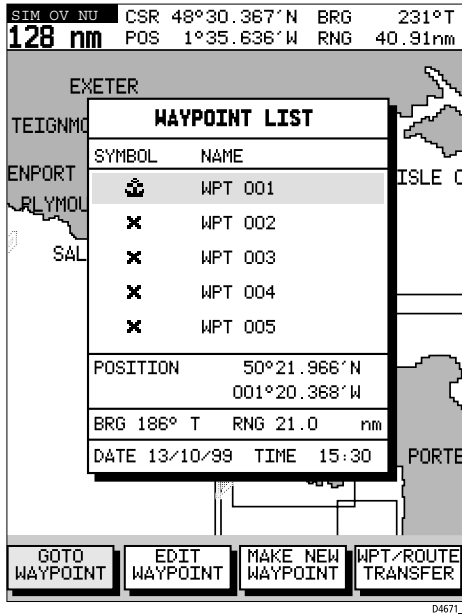 SIM OV NU CSR 48°30.367'N BRG 231°T
128 nm POS 1°35.636'W RNG 40.91nm
EXETER
TEIGNMO
WAYPOINT LIST
SYMBOL NAME
ENPORT
ISLE O
WPT 001
PLYMOU
WPT 002
SAL
WPT 003
WPT 004
WPT 005
POSITION 50°21.966'N
001°20.368'W
BRG 186° T RNG 21.0 nm
DATE 13/10/99 TIME 15:30
PORTE
GOTO WAYPOINT
EDIT WAYPOINT
MAKE NEW WAYPOINT
WPT/ROUTE TRANSFER
D4671_